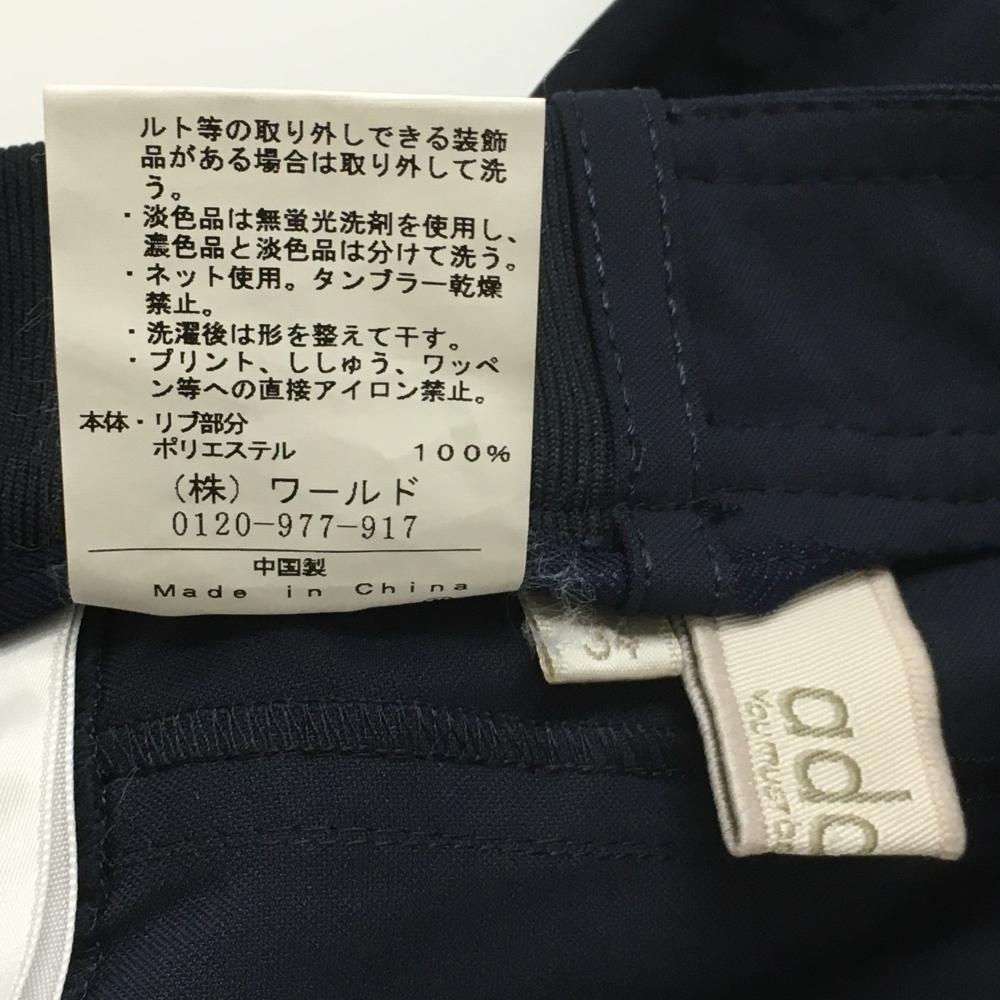 ルト等の取り外しできる装飾
品がある場合は取り外して洗
う。
・淡色品は無蛍光洗剤を使用し、
濃色品と淡色品は分けて洗う。
・ネット使用。タンブラー乾燥
禁止。
・洗濯後は形を整えて干す。
・プリント、ししゅう、ワッペ
ン等への直接アイロン禁止。
本体・リブ部分
ポリエステル 100%
(株) ワールド
0120-977-917
中国製
Made in China
ada
You must